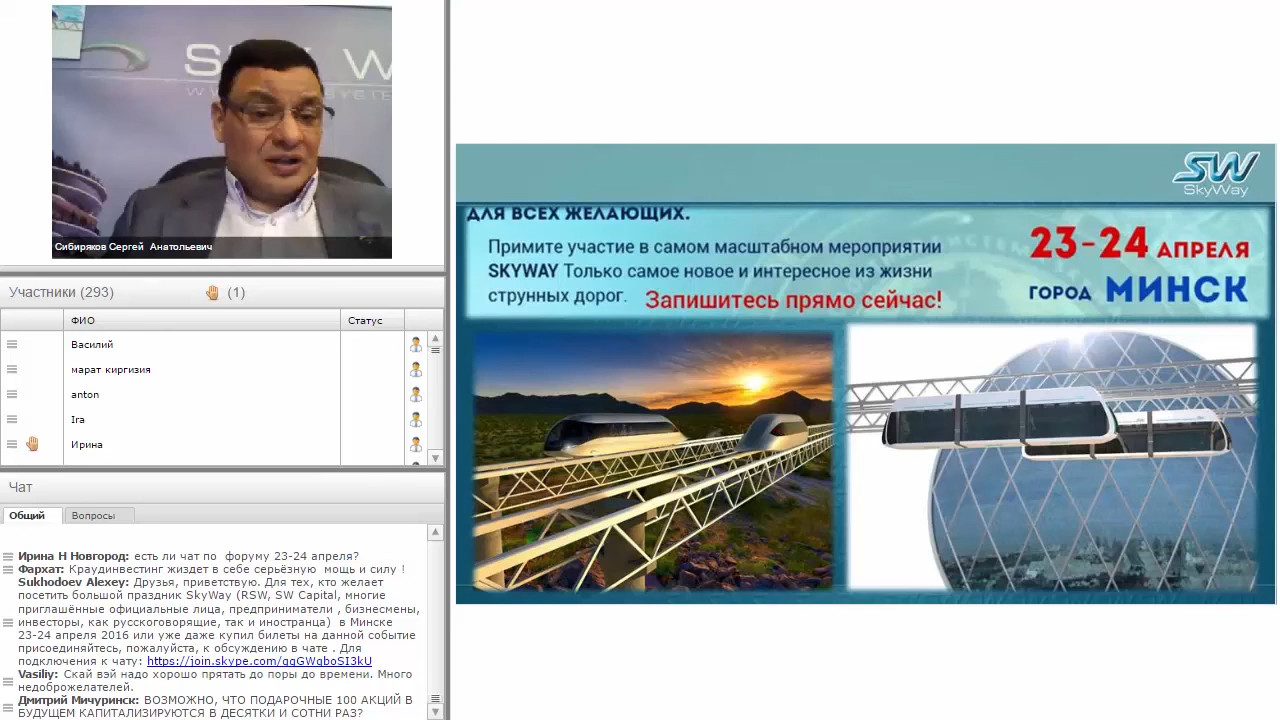 SKY W
Сибиряков Сергей Анатольевич
Участники (293)
(1)
ФИО
Статус
Василий
марат киргизия
anton
Ira
Ирина
Чат
Общий
Вопросы
Ирина Н Новгород: есть ли чат по форуму 23-24 апреля?
Фархат: Краудинвестинг жиздет в себе серьёзную мощь и силу !
Sukhodoev Alexey: Друзья, приветствую. Для тех, кто желает
посетить большой праздник SkyWay (RSW, SW Capital, многие
приглашённые официальные лица, предприниматели , бизнесмены,
инвесторы, как русскоговорящие, так и иностранца) в Минске
23-24 апреля 2016 или уже даже купил билеты на данной событие
присоединяйтесь, пожалуйста, к обсуждению в чате . Для
подключения к чату: https://join.skype.com/qgGWqboSI3kU
Vasiliy: Скай вэй надо хорошо прятать до поры до времени. Много
недоброжелателей.
Дмитрий Мичуринск: ВОЗМОЖНО, ЧТО ПОДАРОЧНЫЕ 100 АКЦИЙ В
БУДУЩЕМ КАПИТАЛИЗИРУЮТСЯ В ДЕСЯТКИ И СОТНИ РАЗ?
SW
SkyWay
ДЛЯ ВСЕХ ЖЕЛАЮЩИХ.
Примите участие в самом масштабном мероприятии
SKYWAY Только самое новое и интересное из жизни
струнных дорог.
Запишитесь прямо сейчас!
23-24 АПРЕЛЯ
ГОРОД МИНСК